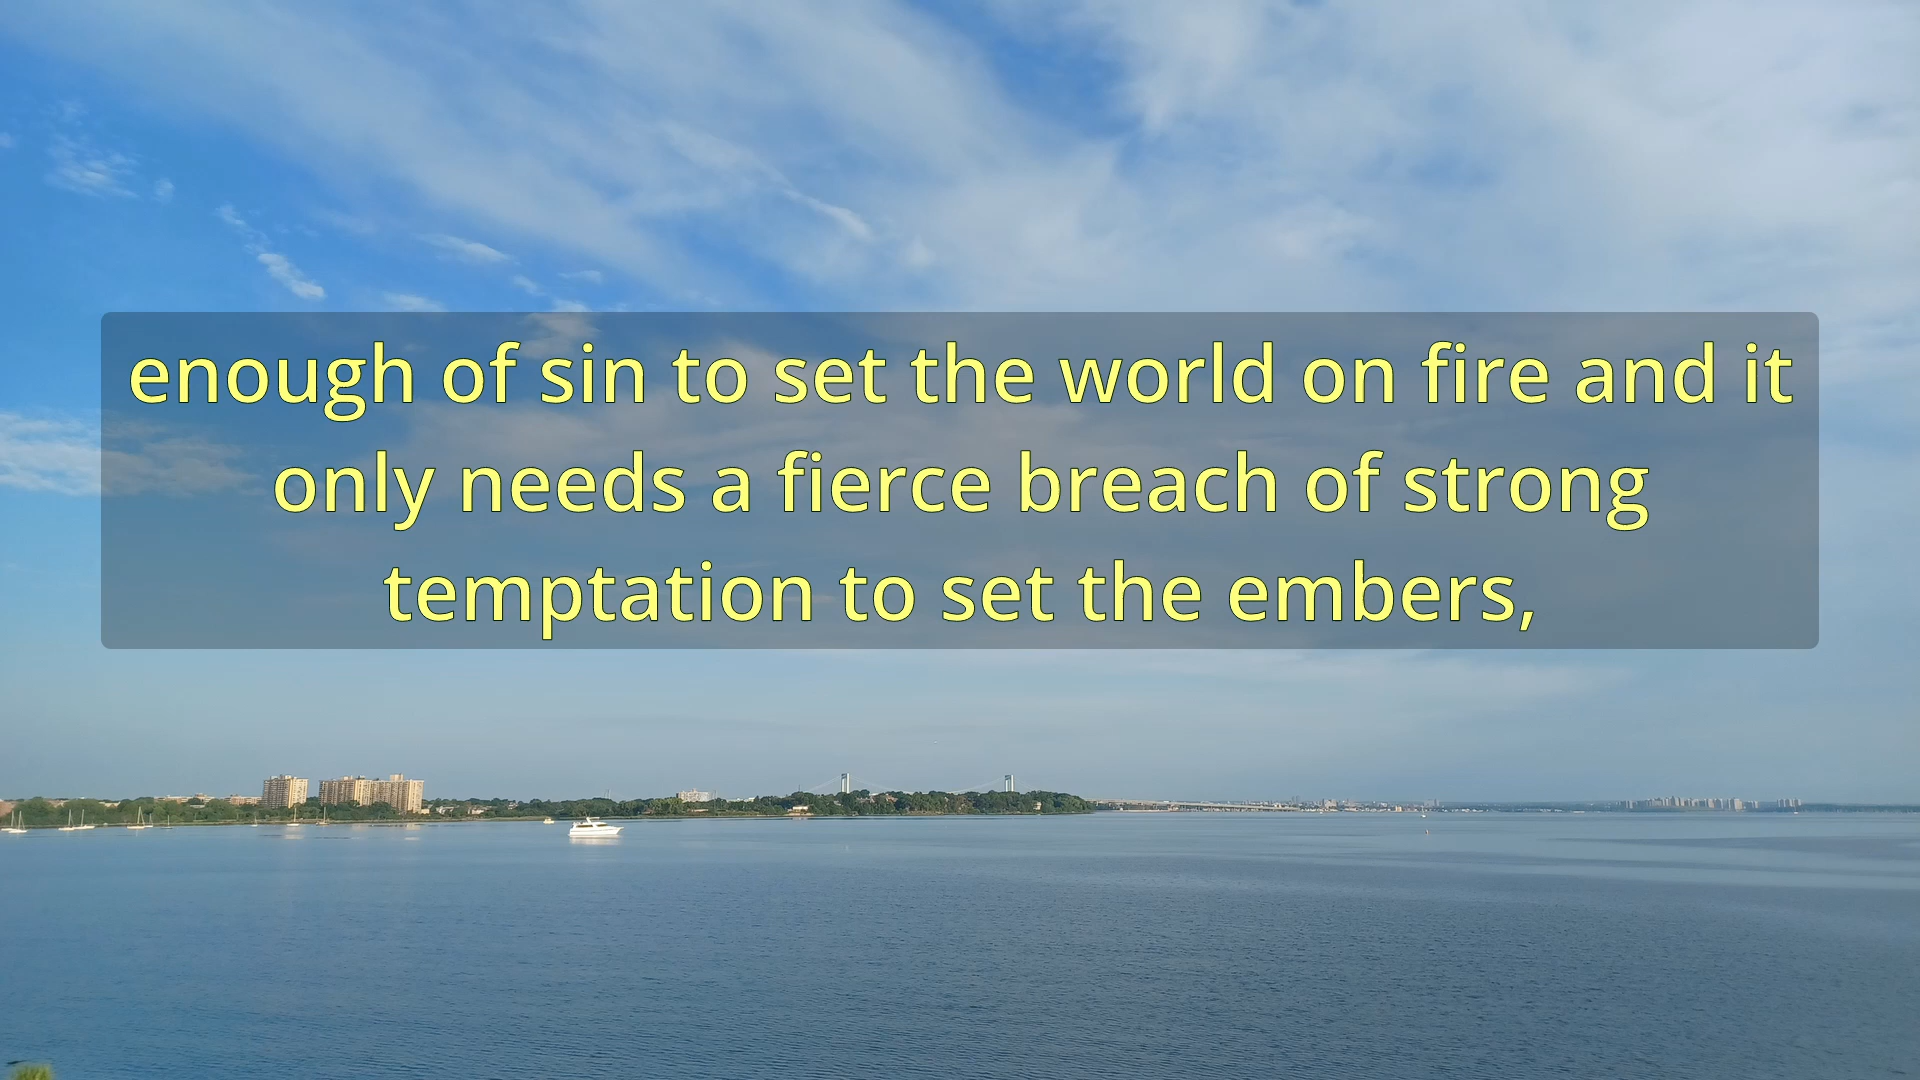 enough of sin to set the world on fire and it
only needs a fierce breach of strong
temptation to set the embers,